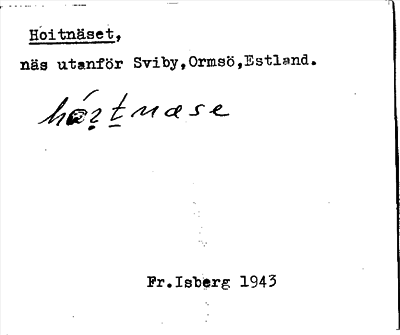 Hoitnäset,
näs utanför Sviby,Ormsö,Estland.
Fr.Isberg 1943